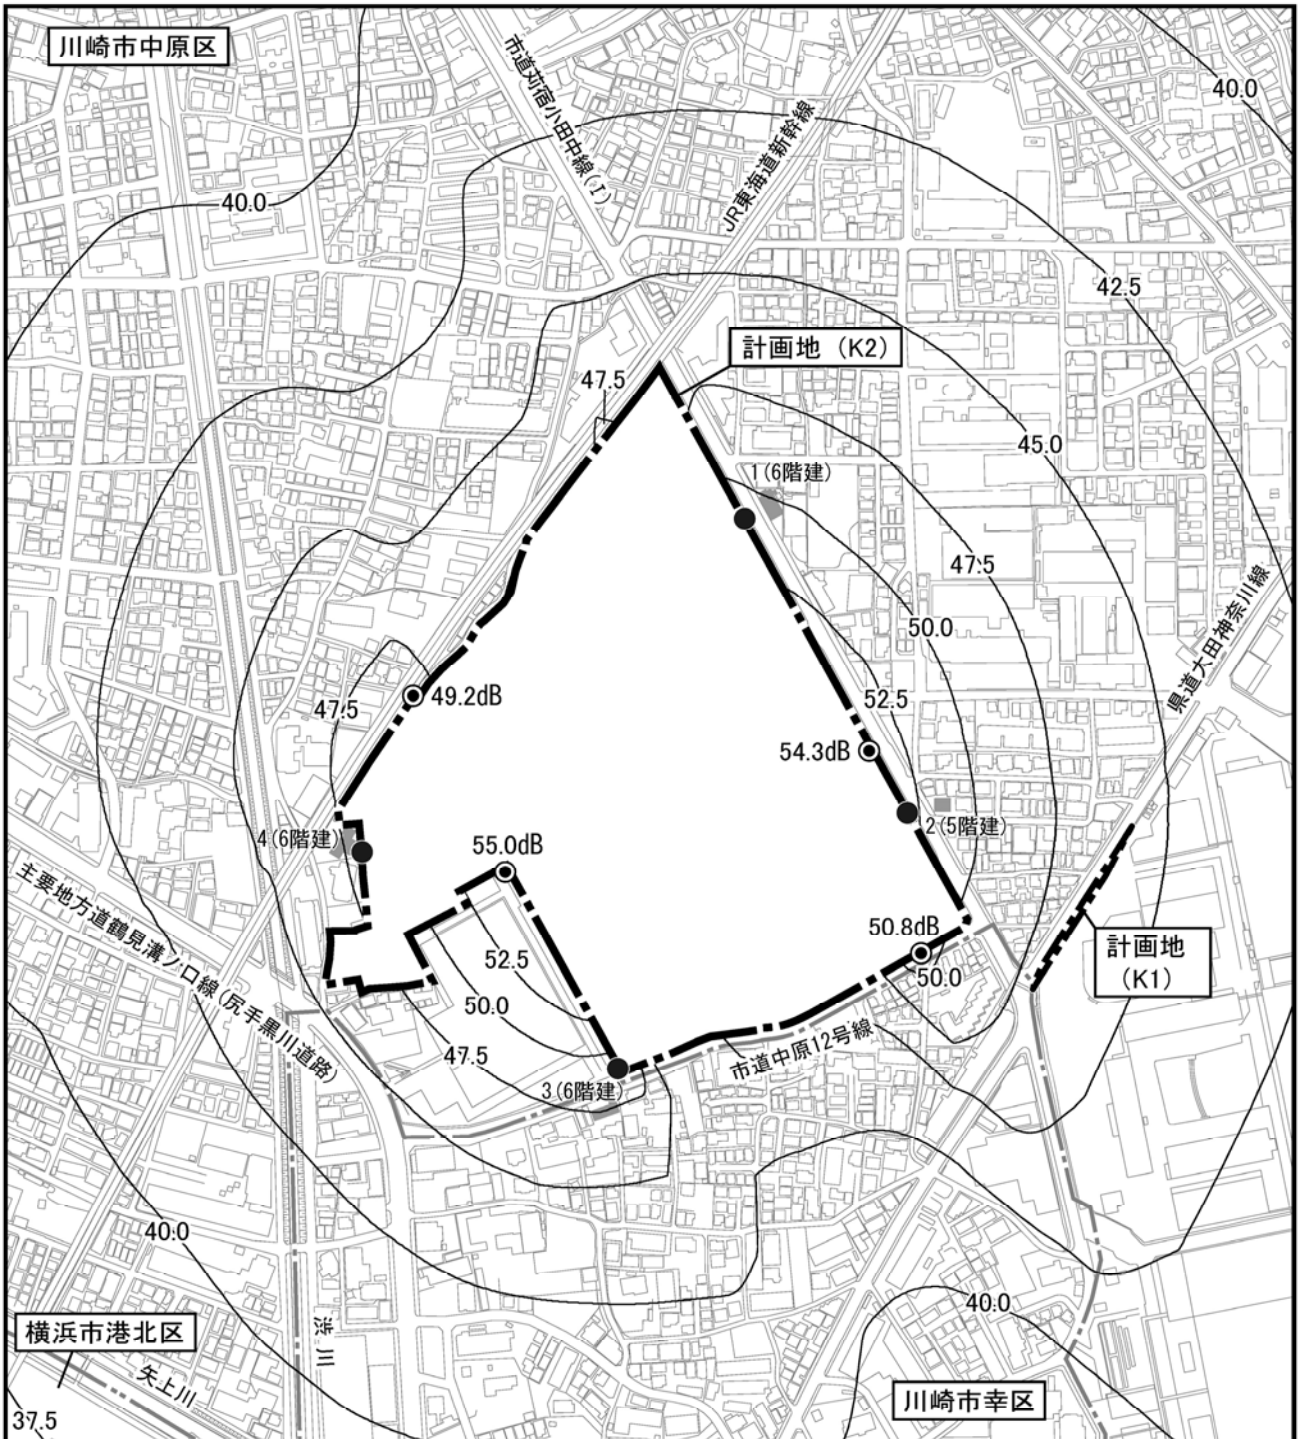 川崎市中原区
市道苅宿小田中線(Ⅰ)
JR東海道新幹線
40.0
40.0
42.5
計画地（K2）
47.5
45.0
1(6階建)
47.5
50.0
県道大田神奈川線
52.5
49.2dB
47.5
54.3dB
2(5階建)
4(6階建)
55.0dB
主要地方道鶴見溝ノ口線(尻手黒川道路)
50.8dB
計画地
（K1）
52.5
50.0
50.0
47.5
市道中原12号線
3(6階建)
40.0
40.0
横浜市港北区
渋川
矢上川
川崎市幸区
37.5